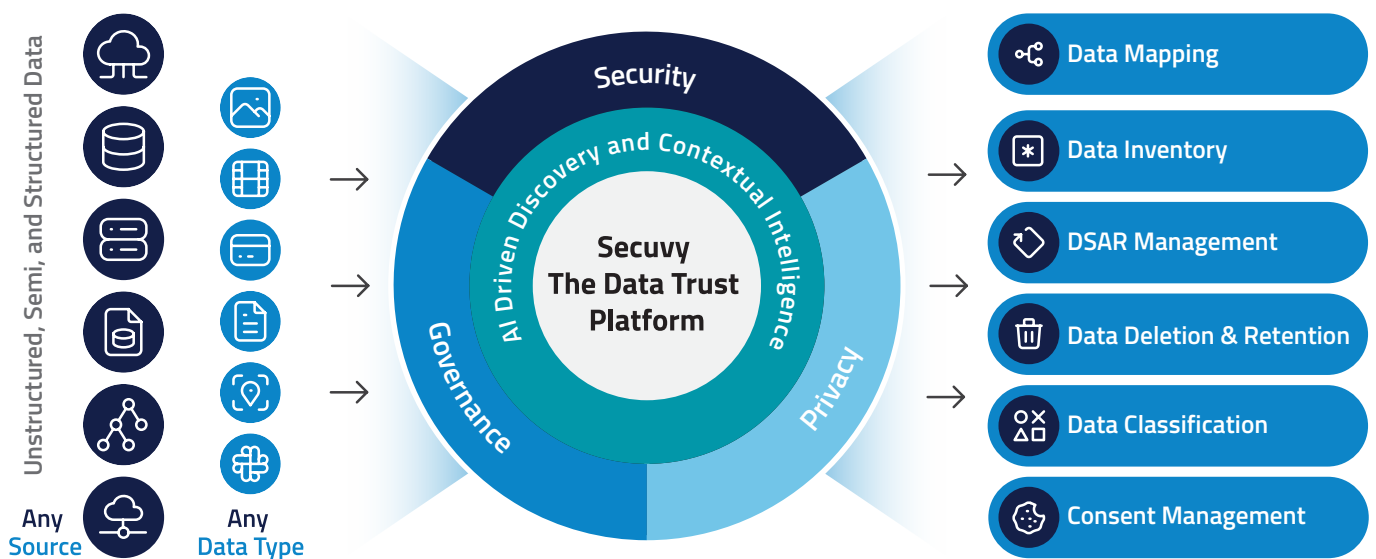 Unstructured, Semi, and Structured Data
Any
Source
Any
Data Type
Security
Governance
Privacy
AI Driven Discovery and Contextual Intelligence
Secuvy
The Data Trust
Platform
Data Mapping
Data Inventory
DSAR Management
Data Deletion & Retention
Data Classification
Consent Management